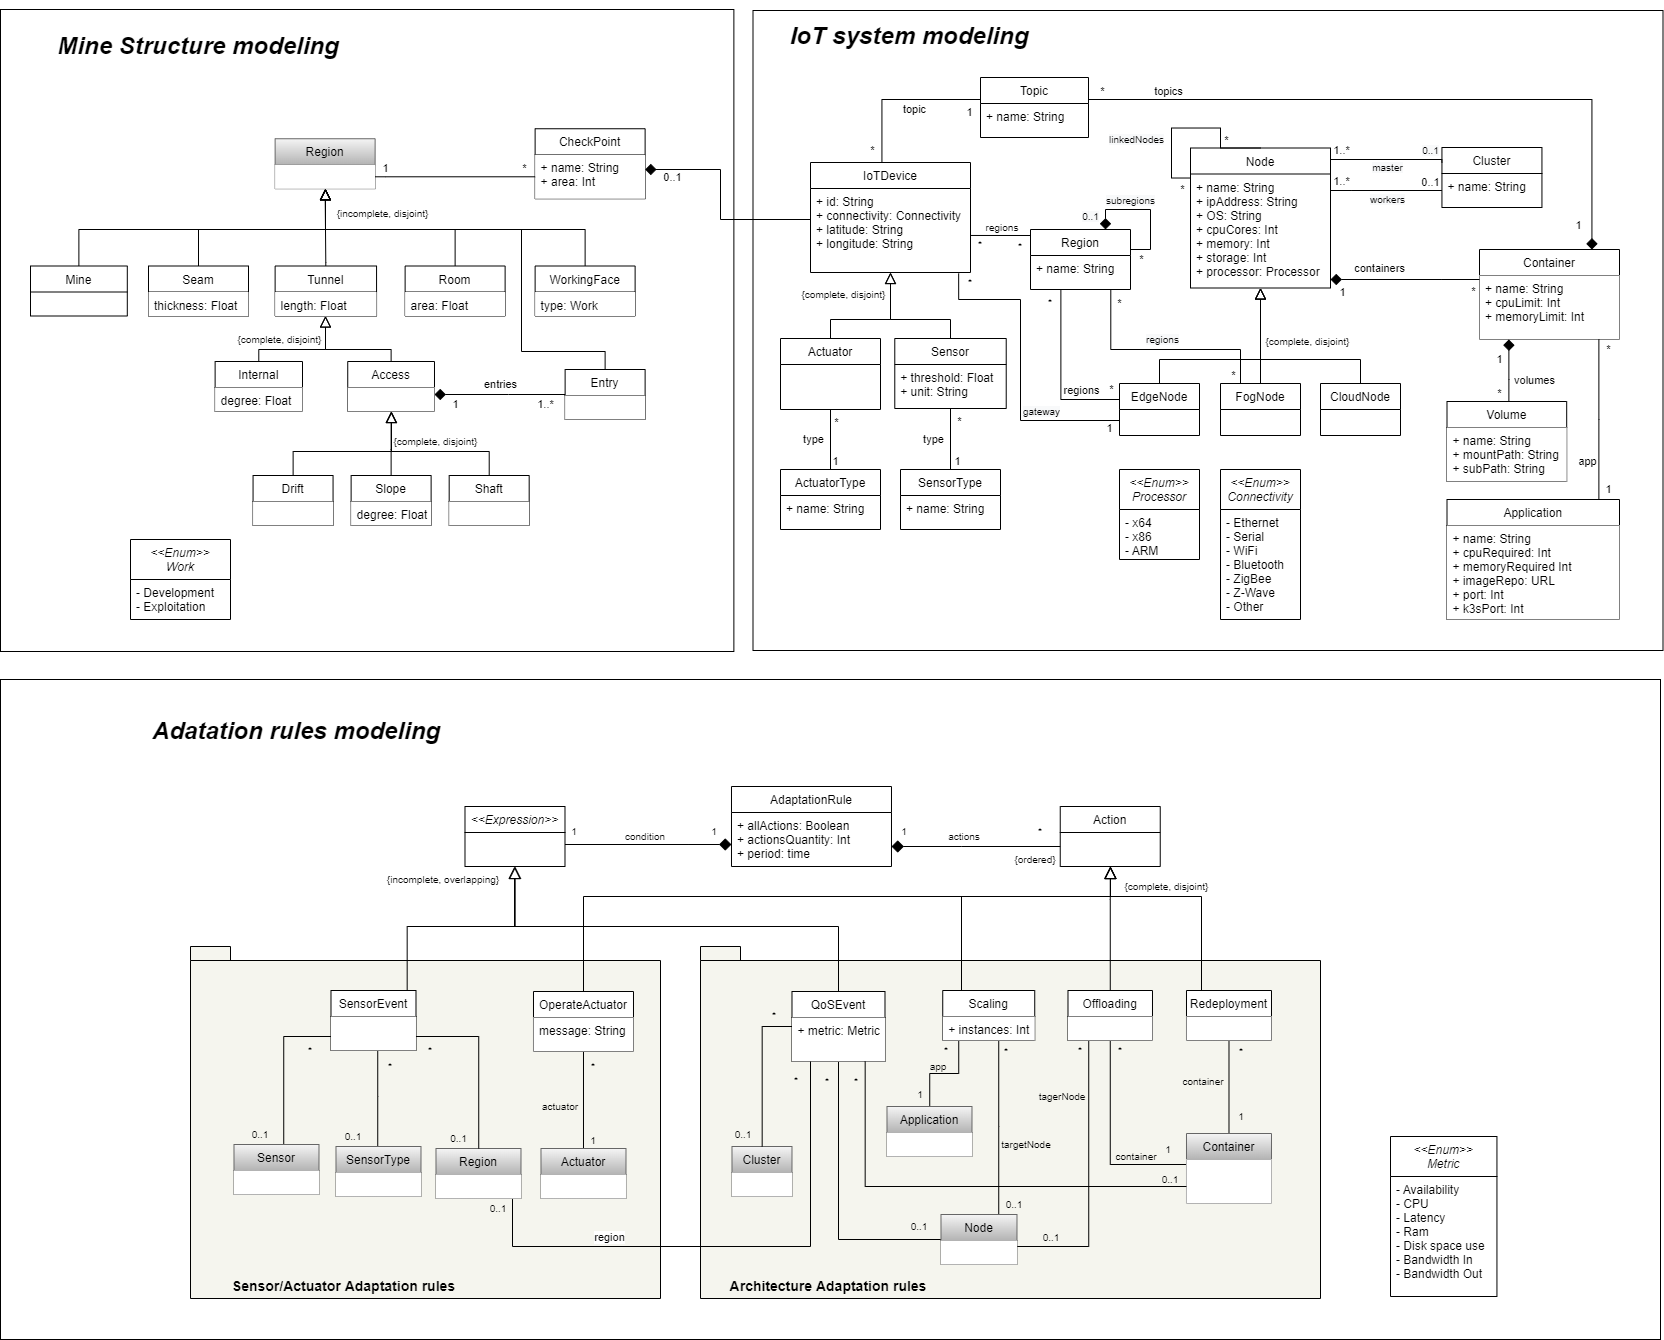 Mine Structure modeling
Region
1
*
CheckPoint
+ name: String
+ area: Int
0..1
{incomplete, disjoint}
Mine
Seam
thickness: Float
Tunnel
length: Float
Room
area: Float
WorkingFace
type: Work
{complete, disjoint}
Internal
degree: Float
Access
entries
1
1..*
Entry
{complete, disjoint}
Drift
Slope
degree: Float
Shaft
<<Enum>>
Work
- Development
- Exploitation
IoT system modeling
Topic
+ name: String
topic
1
*
*
topics
1
linkedNodes
*
*
Node
+ name: String
+ ipAddress: String
+ OS: String
+ cpuCores: Int
+ memory: Int
+ storage: Int
+ processor: Processor
1..*
0..1
master
1..*
0..1
workers
Cluster
+ name: String
IoTDevice
+ id: String
+ connectivity: Connectivity
+ latitude: String
+ longitude: String
regions
*
*
subregions
0..1
*
Region
+ name: String
containers
1
*
Container
+ name: String
+ cpuLimit: Int
+ memoryLimit: Int
{complete, disjoint}
*
*
*
regions
*
{complete, disjoint}
Actuator
Sensor
+ threshold: Float
+ unit: String
regions
*
gateway
1
EdgeNode
FogNode
CloudNode
1
volumes
*
*
Volume
+ name: String
+ mountPath: String
+ subPath: String
app
1
*
type
1
*
type
1
ActuatorType
+ name: String
SensorType
+ name: String
<<Enum>>
Processor
- x64
- x86
- ARM
<<Enum>>
Connectivity
- Ethernet
- Serial
- WiFi
- Bluetooth
- ZigBee
- Z-Wave
- Other
Application
+ name: String
+ cpuRequired: Int
+ memoryRequired Int
+ imageRepo: URL
+ port: Int
+ k3sPort: Int
Adatation rules modeling
<<Expression>>
1
condition
1
AdaptationRule
+ allActions: Boolean
+ actionsQuantity: Int
+ period: time
1
actions
*
{ordered}
Action
{incomplete, overlapping}
{complete, disjoint}
SensorEvent
*
*
*
OperateActuator
message: String
*
actuator
1
0..1
0..1
0..1
Sensor
SensorType
Region
Actuator
0..1
region
Sensor/Actuator Adaptation rules
QoSEvent
+ metric: Metric
*
*
*
*
Scaling
+ instances: Int
*
*
Offloading
*
*
Redeployment
*
app
1
Application
tagerNode
targetNode
container
1
container
1
0..1
Cluster
Container
0..1
0..1
0..1
0..1
Node
Architecture Adaptation rules
<<Enum>>
Metric
- Availability
- CPU
- Latency
- Ram
- Disk space use
- Bandwidth In
- Bandwidth Out